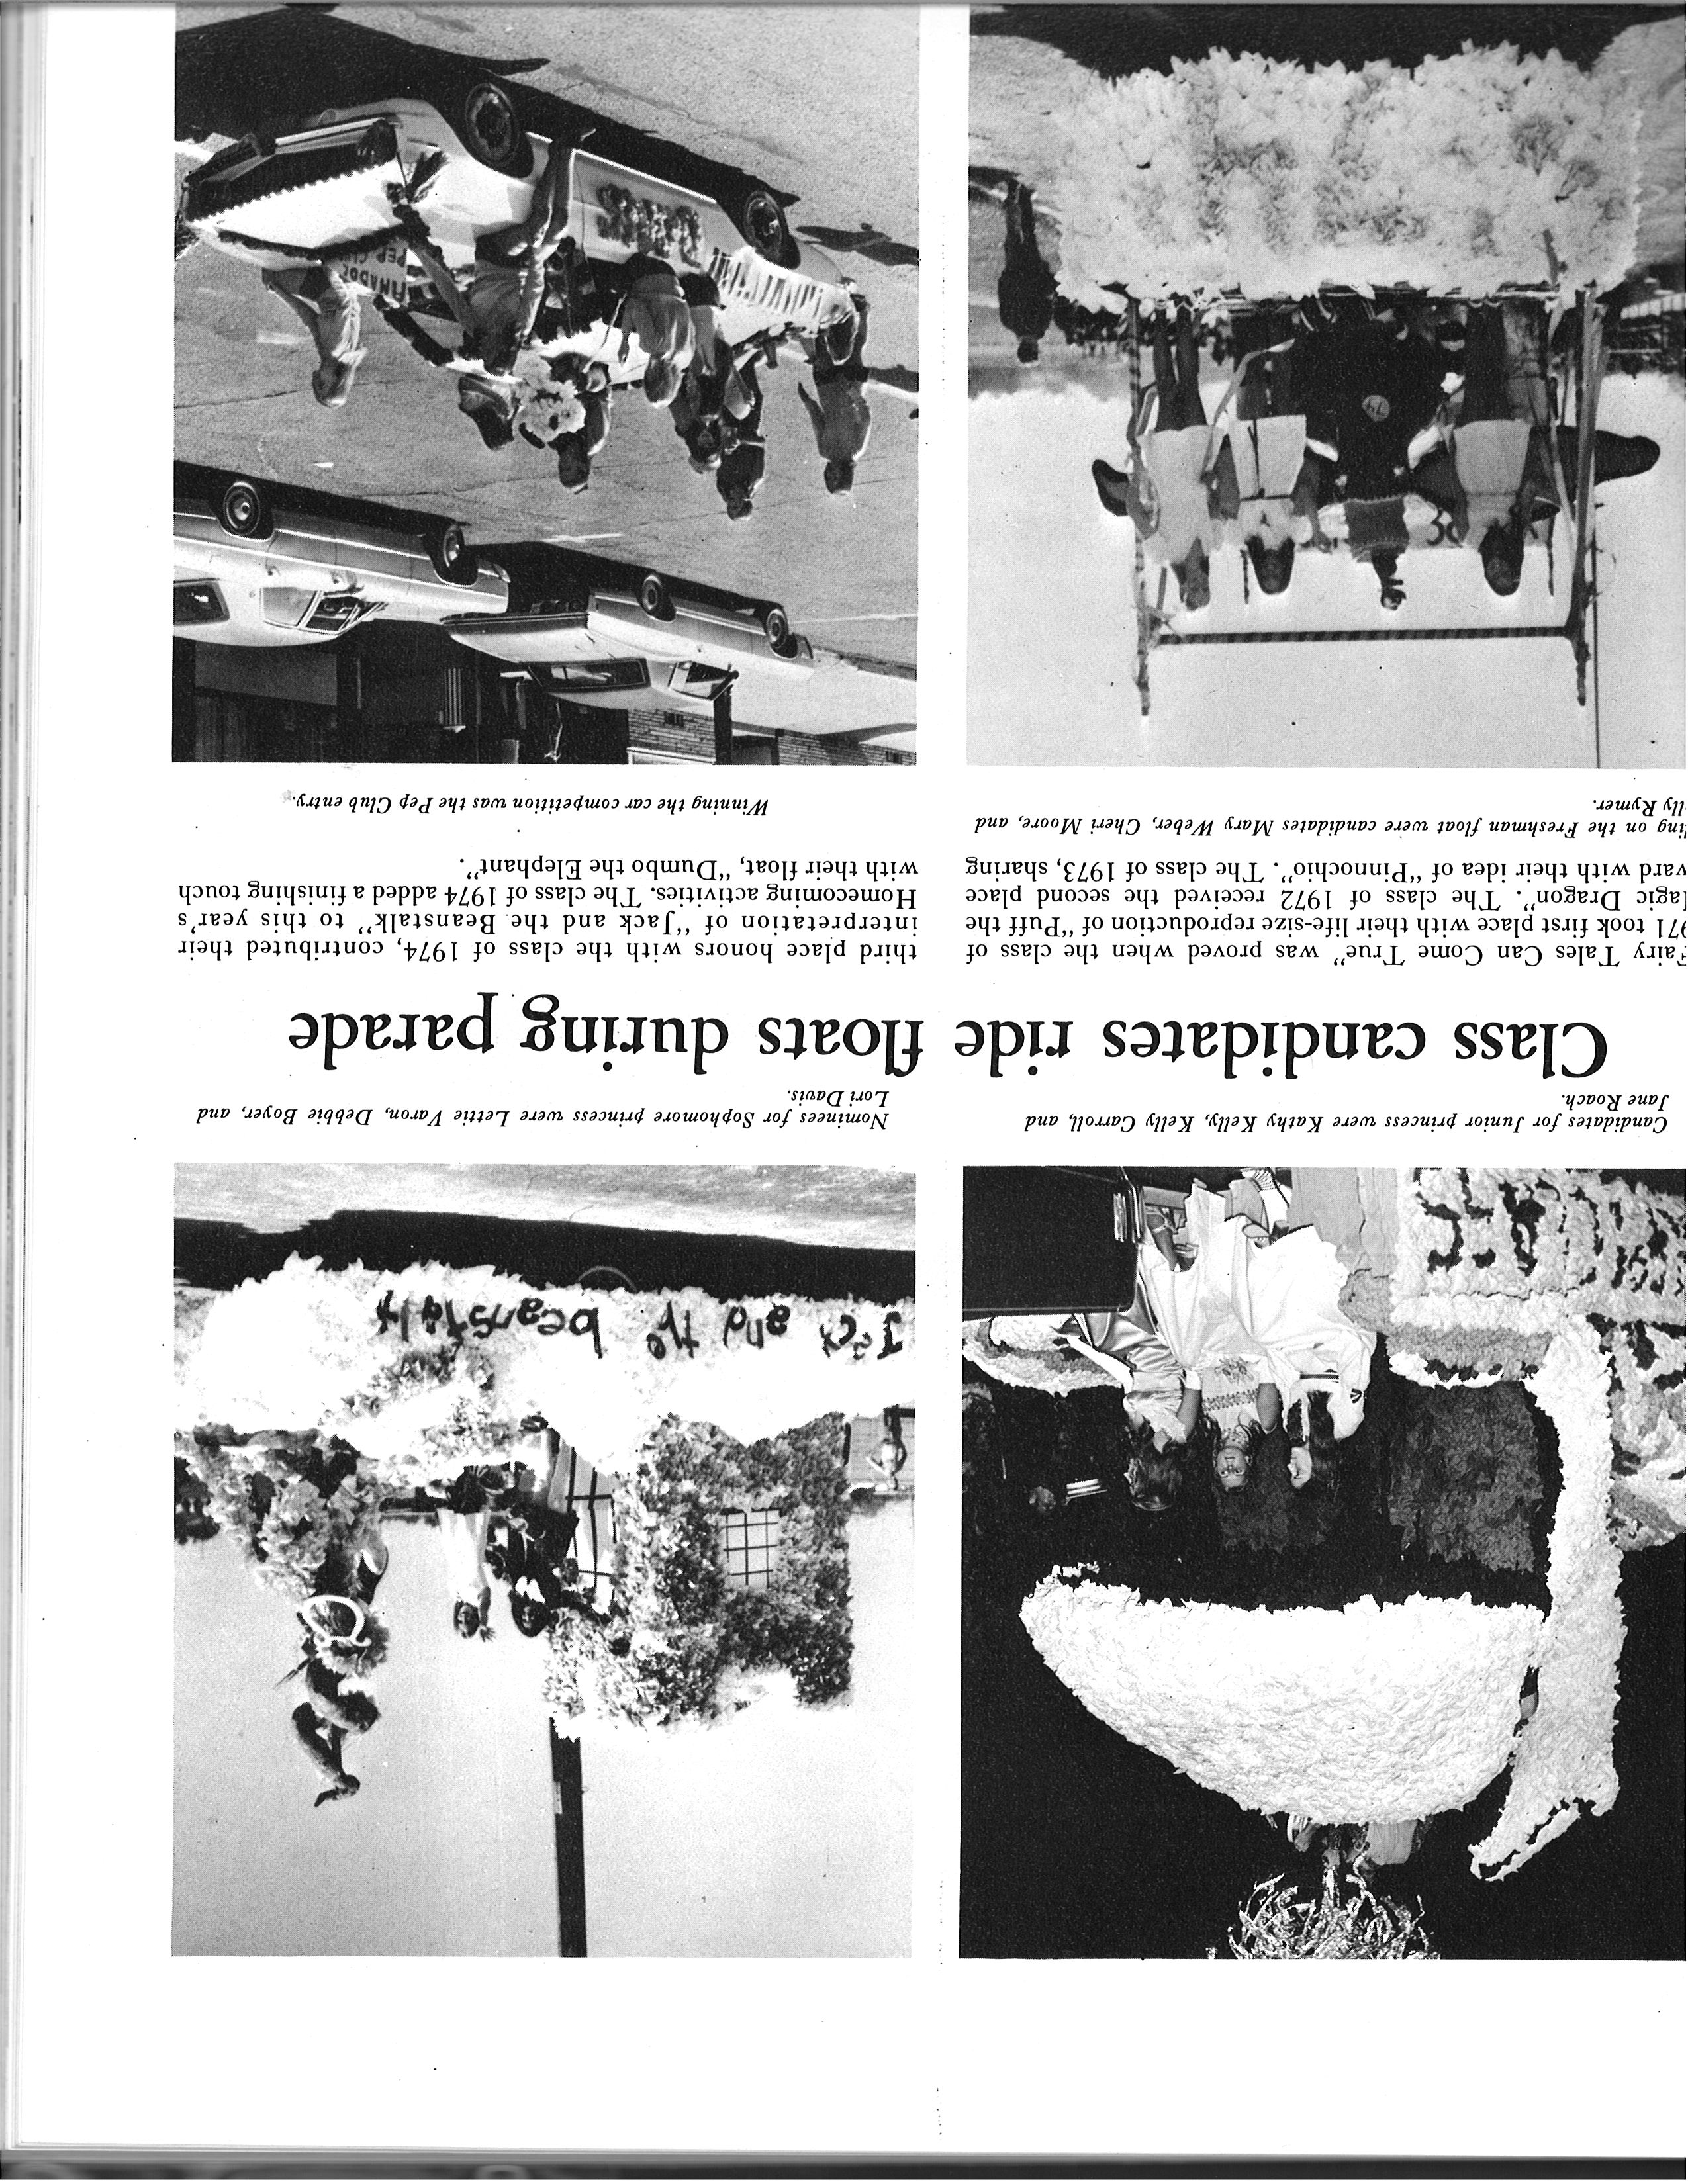 Jack and the beanstalk
Candidates for Junior princess were Kathy Kelly, Kelly Carroll, and
Jane Roach.
Nominees for Sophomore princess were Lettie Varon, Debbie Boyer, and
Lori Davis.
Class candidates ride floats during parade
Fairy Tales Can Come True” was proved when the class of
971 took first place with their life-size reproduction of “Puff the
agic Dragon”. The class of 1972 received the second place
ward with their idea of “Pinnochio”. The class of 1973, sharing
third place honors with the class of 1974, contributed their
interpretation of “Jack and the Beanstalk” to this year’s
Homecoming activities. The class of 1974 added a finishing touch
with their float, “Dumbo the Elephant”.
ing on the Freshman float were candidates Mary Weber, Cheri Moore, and
lly Rymer.
Winning the car competition was the Pep Club entry.
74
AMADOR
PEP CLUB